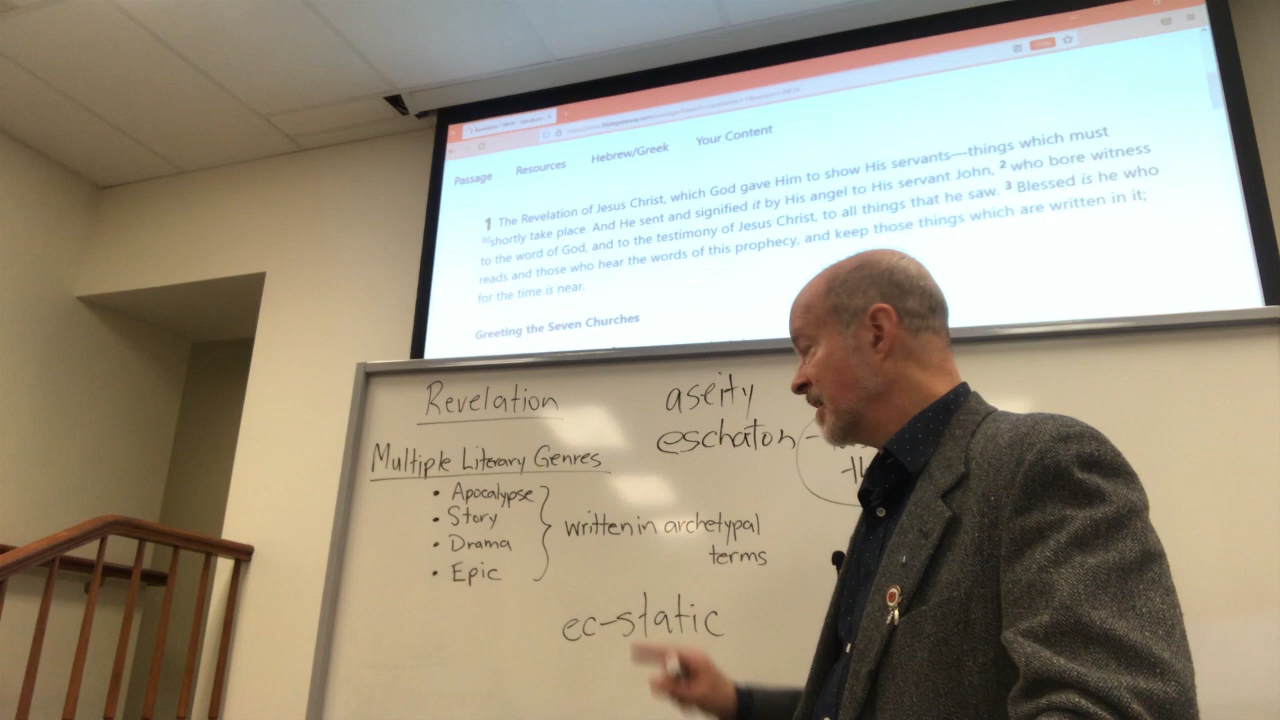 Passage Resources Hebrew/Greek Your Content
1 The Revelation of Jesus Christ, which God gave Him to show His servants—things which must
shortly take place. And He sent and signified it by His angel to His servant John, 2 who bore witness
to the word of God, and to the testimony of Jesus Christ, to all things that he saw. 3 Blessed is he who
reads and those who hear the words of this prophecy, and keep those things which are written in it;
for the time is near.
Greeting the Seven Churches
Revelation
Multiple Literary Genres
• Apocalypse
• Story
• Drama
• Epic
written in archetypal
terms
aseity
eschaton
ec-static